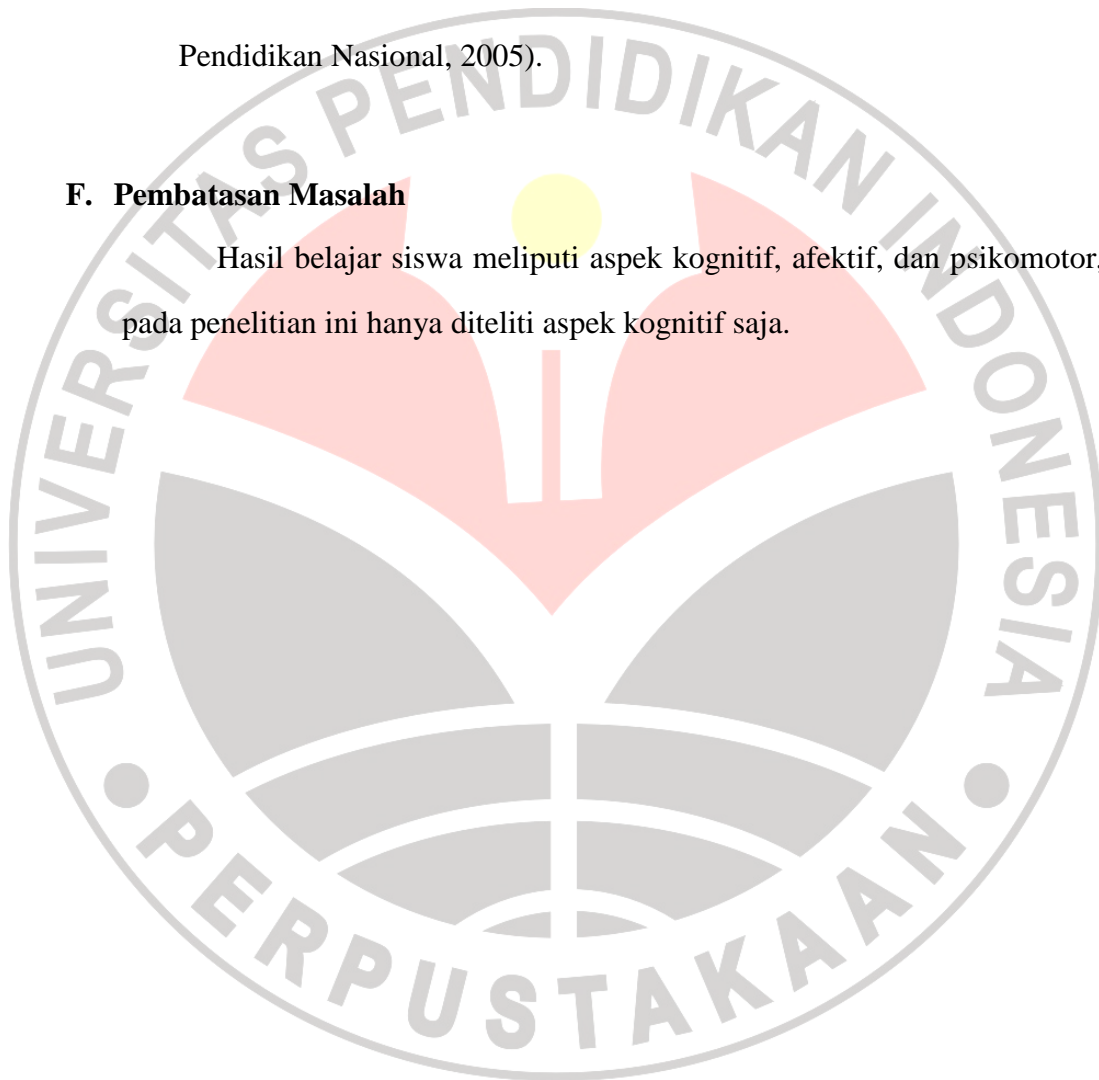 Pendidikan Nasional, 2005).
F. Pembatasan Masalah
Hasil belajar siswa meliputi aspek kognitif, afektif, dan psikomotor,
pada penelitian ini hanya diteliti aspek kognitif saja.
UNIVERSITAS PENDIDIKAN INDONESIA
PERPUSTAKAAN